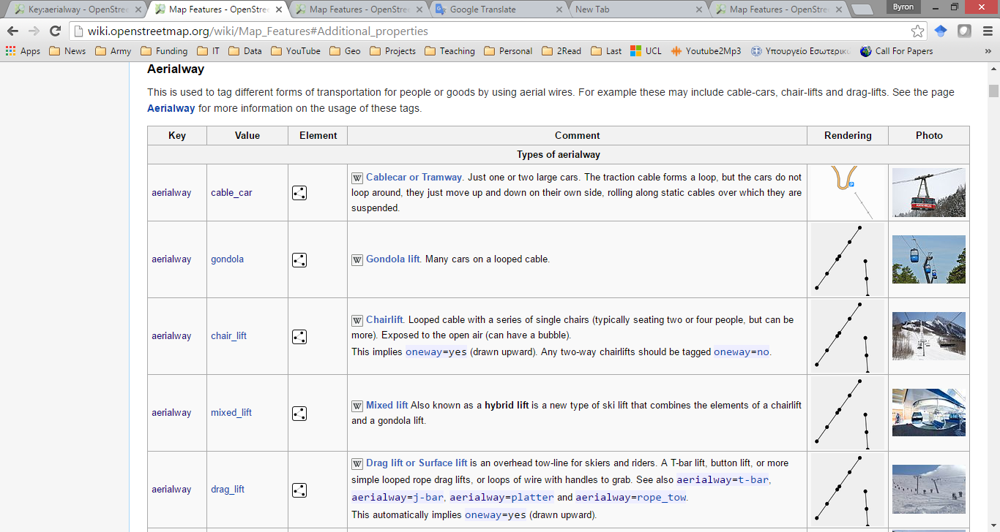 Key:aerialway - OpenStre
Map Features - OpenStre
Map Features - OpenStre
Google Translate
New Tab
Map Features - OpenStre
Byron
wiki.openstreetmap.org/wiki/Map_Features#Additional_properties
Apps News Army Funding IT Data YouTube Geo Projects Teaching Personal 2Read Last UCL Youtube2Mp3 Υπουργείο Εσωτερικ Call For Papers »
Aerialway
This is used to tag different forms of transportation for people or goods by using aerial wires. For example these may include cable-cars, chair-lifts and drag-lifts. See the page
Aerialway for more information on the usage of these tags.
Key Value Element Comment Rendering Photo
Types of aerialway
aerialway cable_car
W Cablecar or Tramway. Just one or two large cars. The traction cable forms a loop, but the cars do not
loop around, they just move up and down on their own side, rolling along static cables over which they are
suspended.
P
aerialway gondola
W Gondola lift. Many cars on a looped cable.
aerialway chair_lift
W Chairlift. Looped cable with a series of single chairs (typically seating two or four people, but can be
more). Exposed to the open air (can have a bubble).
This implies oneway=yes (drawn upward). Any two-way chairlifts should be tagged oneway=no.
aerialway mixed_lift
W Mixed lift Also known as a hybrid lift is a new type of ski lift that combines the elements of a chairlift
and a gondola lift.
aerialway drag_lift
W Drag lift or Surface lift is an overhead tow-line for skiers and riders. A T-bar lift, button lift, or more
simple looped rope drag lifts, or loops of wire with handles to grab. See also aerialway=t-bar,
aerialway=j-bar, aerialway=platter and aerialway=rope_tow.
This automatically implies oneway=yes (drawn upward).